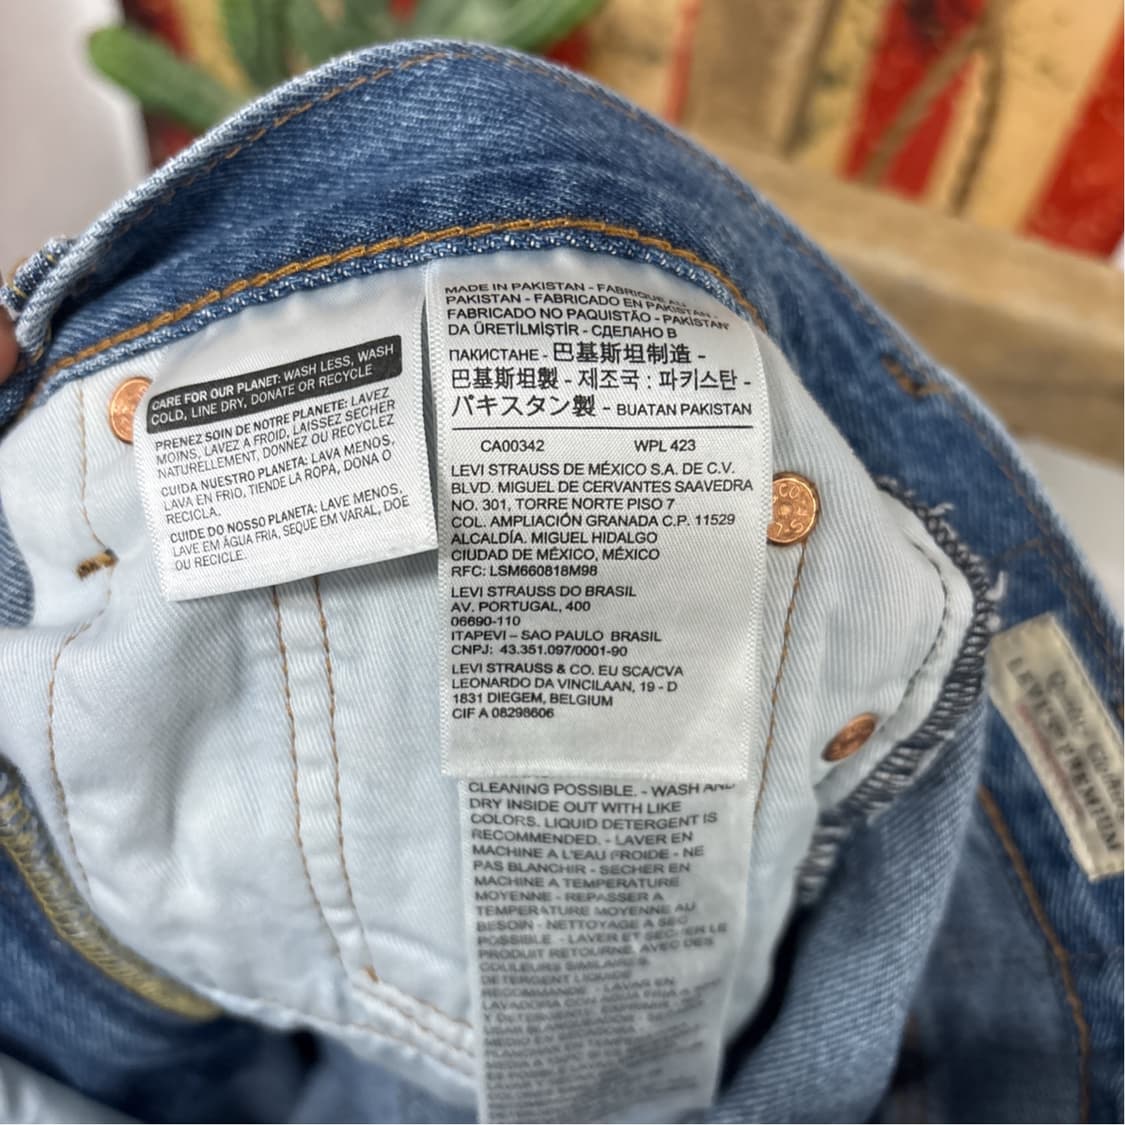 CARE FOR OUR PLANET: WASH LESS, WASH
COLD, LINE DRY, DONATE OR RECYCLE
PRENEZ SOIN DE NOTRE PLANETE: LAVEZ
MOINS, LAVEZ A FROID, LAISSEZ SECHER
NATURELLEMENT, DONNEZ OU RECYCLEZ
CUIDA NUESTRO PLANETA: LAVA MENOS,
LAVA EN FRIO, TIENDE LA ROPA, DONA O
RECICLA.
CUIDE DO NOSSO PLANETA: LAVE MENOS,
LAVE EM ÁGUA FRIA, SEQUE EM VARAL, DOE
OU RECICLE.
MADE IN PAKISTAN - FABRIQUE AU
PAKISTAN - FABRICADO EN PAKISTAN -
FABRICADO NO PAQUISTÃO - PAKISTAN'
DA ÜRETİLMİŞTİR - СДЕЛАНО В
ПАКИСТАНЕ - 巴基斯坦制造 -
巴基斯坦製 - 제조국 : 파키스탄 -
パキスタン製 - BUATAN PAKISTAN
CA00342 WPL 423
LEVI STRAUSS DE MÉXICO S.A. DE C.V.
BLVD. MIGUEL DE CERVANTES SAAVEDRA
NO. 301, TORRE NORTE PISO 7
COL. AMPLIACIÓN GRANADA C.P. 11529
ALCALDÍA. MIGUEL HIDALGO
CIUDAD DE MÉXICO, MÉXICO
RFC: LSM660818M98
LEVI STRAUSS DO BRASIL
AV. PORTUGAL, 400
06690-110
ITAPEVI – SAO PAULO BRASIL
CNPJ: 43.351.097/0001-90
LEVI STRAUSS & CO. EU SCA/CVA
LEONARDO DA VINCILAAN, 19 - D
1831 DIEGEM, BELGIUM
CIF A 08298606
CLEANING POSSIBLE. - WASH AND
DRY INSIDE OUT WITH LIKE
COLORS. LIQUID DETERGENT IS
RECOMMENDED. - LAVER EN
MACHINE A L'EAU FROIDE - NE
PAS BLANCHIR - SECHER EN
MACHINE A TEMPERATURE
MOYENNE - REPASSER A
TEMPERATURE MOYENNE AU
BESOIN - NETTOYAGE A SEC
POSSIBLE. - LAVER ET SECHER LE
PRODUIT RETOURNE, AVEC DES
COULEURS SIMILAIRES.
DETERGENT LIQUIDE
RECOMMANDE. - LAVAR EN
LEVI'S PREMIUM